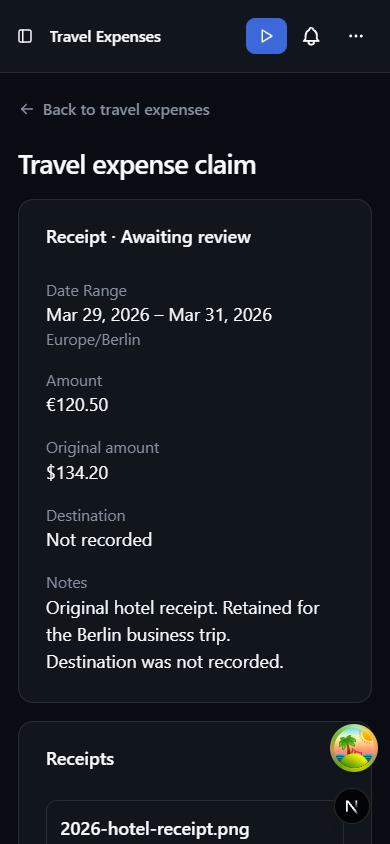 Travel Expenses
Back to travel expenses
Travel expense claim
Receipt · Awaiting review
Date Range
Mar 29, 2026 – Mar 31, 2026
Europe/Berlin
Amount
€120.50
Original amount
$134.20
Destination
Not recorded
Notes
Original hotel receipt. Retained for
the Berlin business trip.
Destination was not recorded.
Receipts
N
2026-hotel-receipt.png